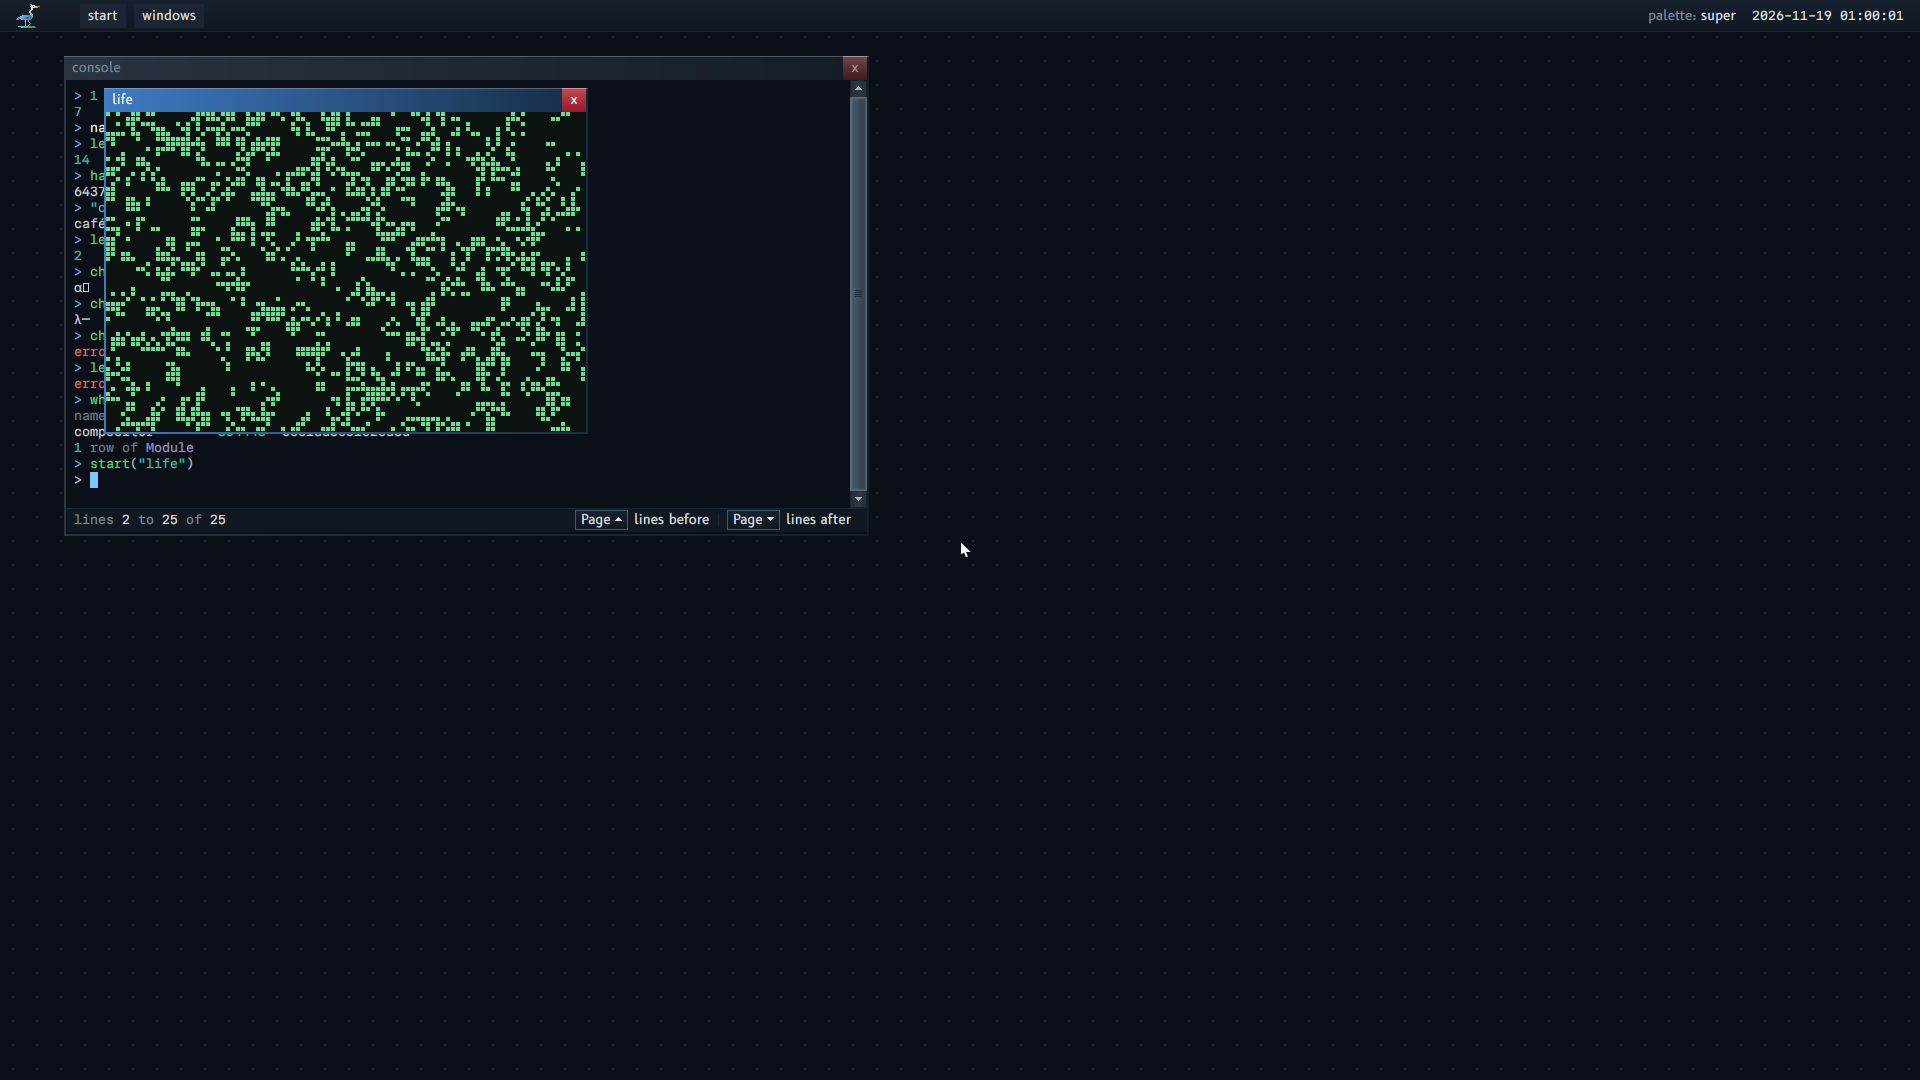 start windows palette: super 2026-11-19 01:00:01
console x
life x
> 1
7
> na
> le
14
> ha
6437
> "c
café
> le
2
> ch
α
> ch
λ—
> ch
erro
> le
erro
> wh
name
1 row of Module
> start("life")
>
lines 2 to 25 of 25 Page lines before Page lines after